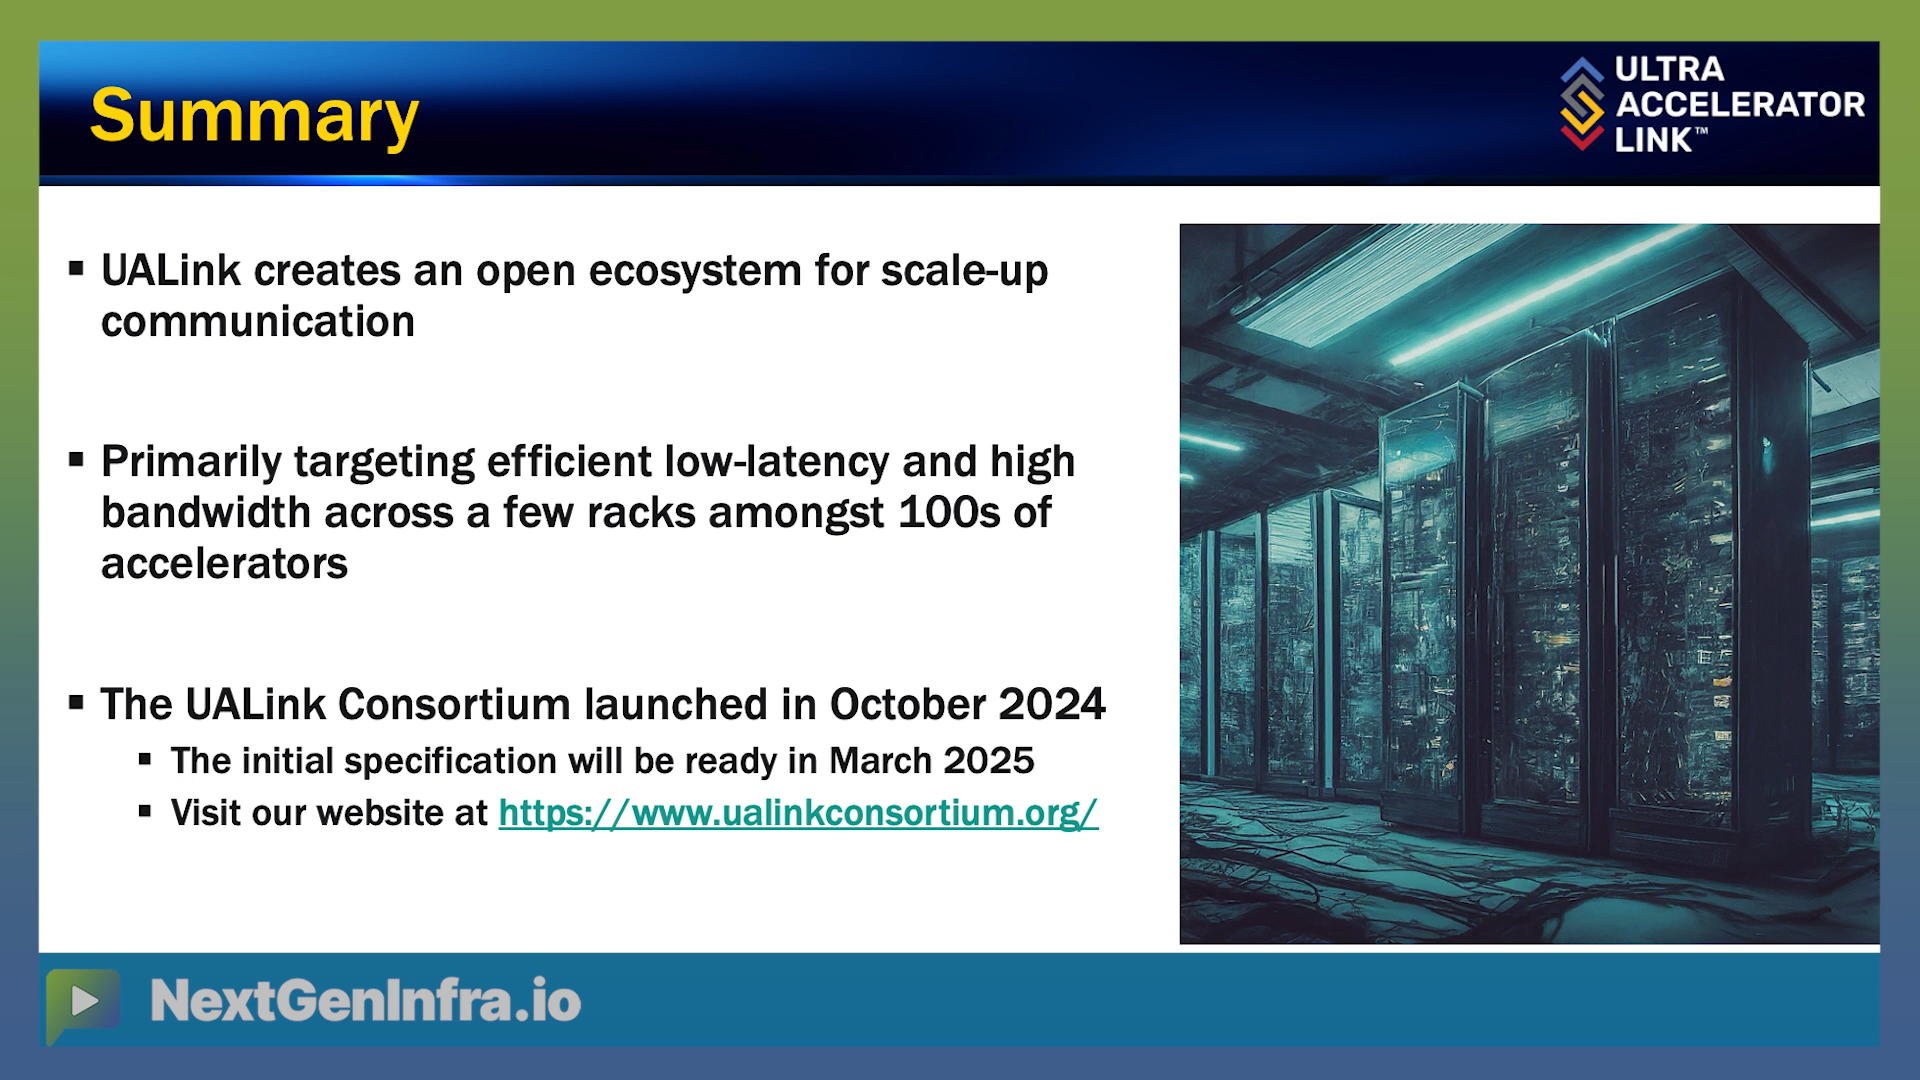 Summary
ULTRA
ACCELERATOR
LINK™
▪ UALink creates an open ecosystem for scale-up
communication
▪ Primarily targeting efficient low-latency and high
bandwidth across a few racks amongst 100s of
accelerators
▪ The UALink Consortium launched in October 2024
▪ The initial specification will be ready in March 2025
▪ Visit our website at https://www.ualinkconsortium.org/
NextGenInfra.io